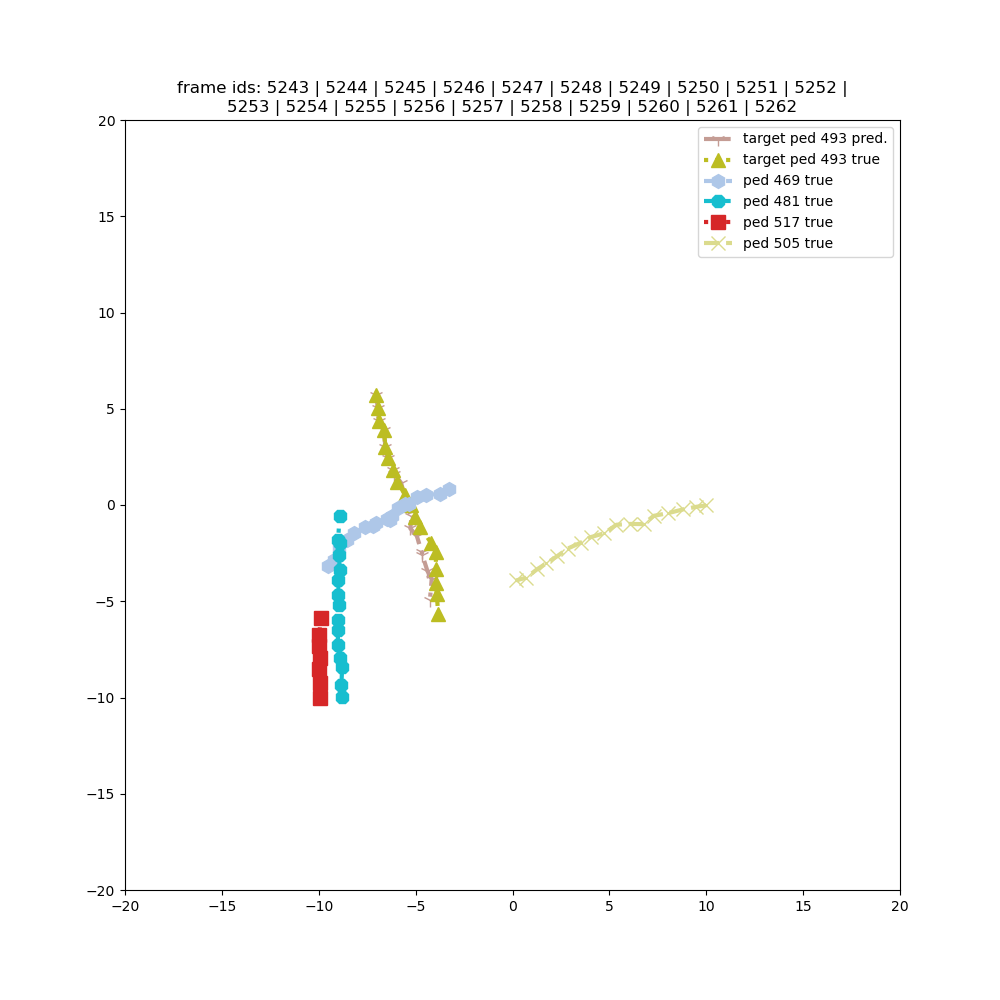 frame ids: 5243 | 5244 | 5245 | 5246 | 5247 | 5248 | 5249 | 5250 | 5251 | 5252 |
5253 | 5254 | 5255 | 5256 | 5257 | 5258 | 5259 | 5260 | 5261 | 5262
target ped 493 pred.
target ped 493 true
ped 469 true
ped 481 true
ped 517 true
ped 505 true
20
15
10
5
0
−5
−10
−15
−20
−20 −15 −10 −5 0 5 10 15 20